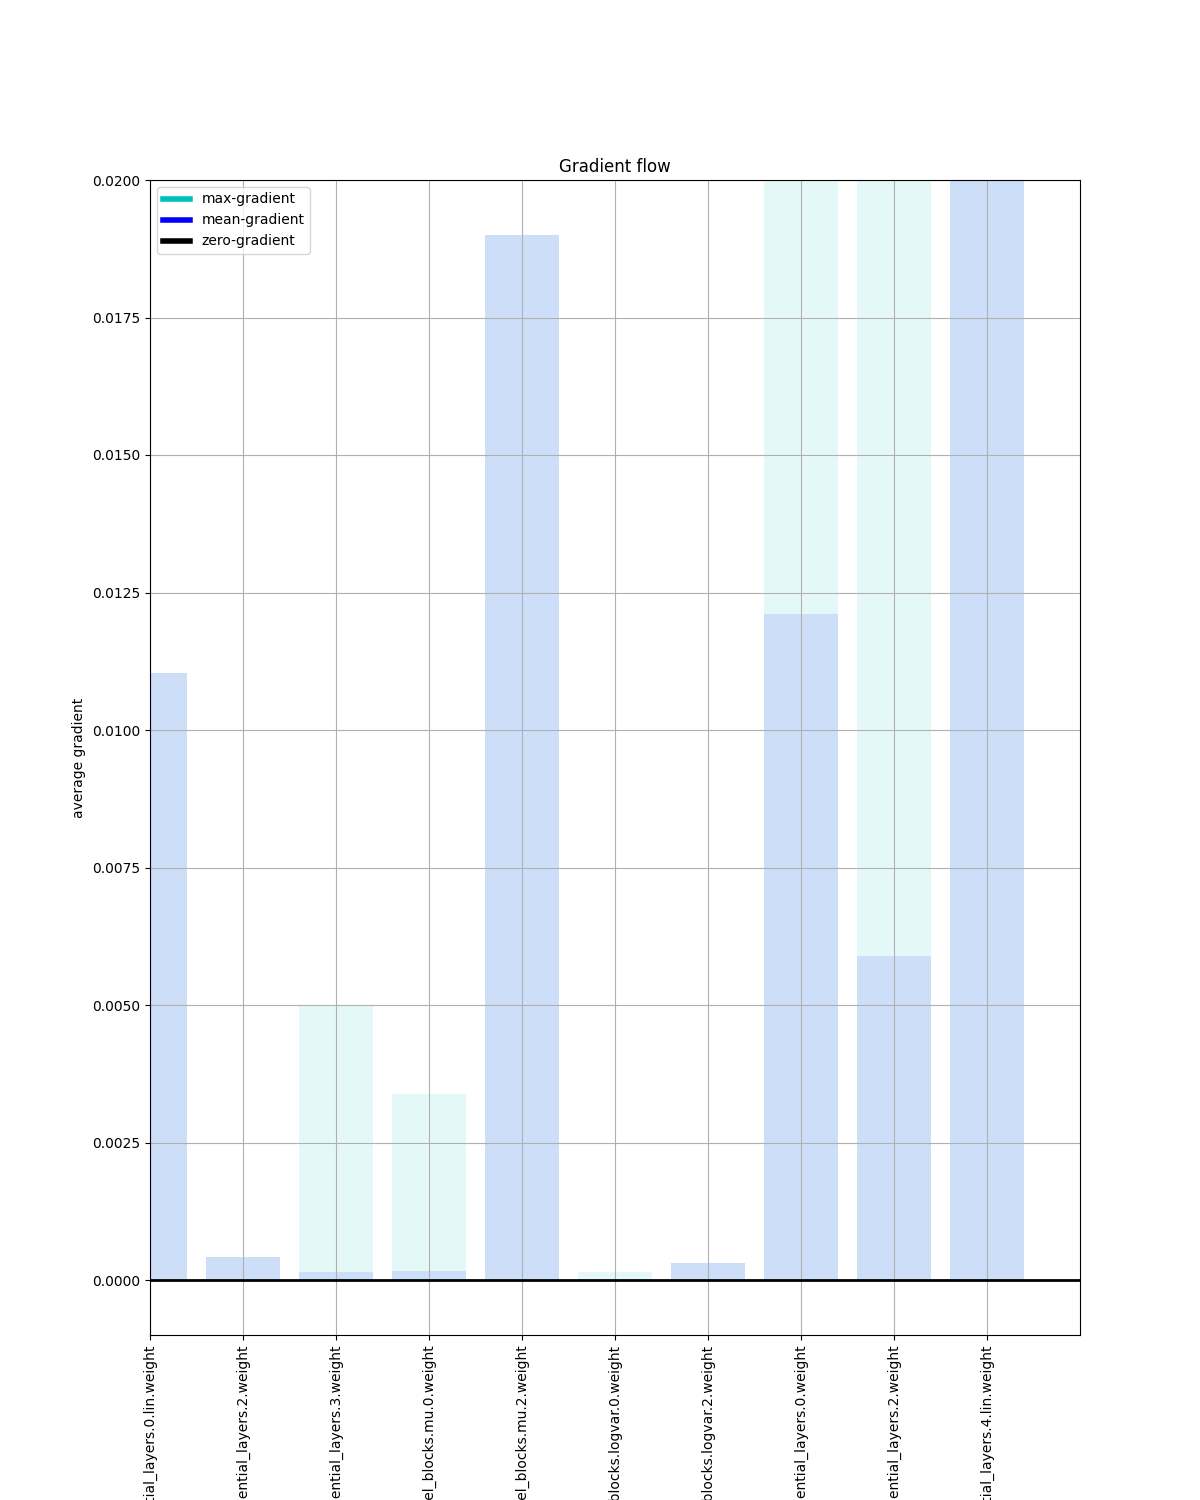 Gradient flow
max-gradient
mean-gradient
zero-gradient
0.0200
0.0175
0.0150
0.0125
0.0100
0.0075
0.0050
0.0025
0.0000
average gradient
tial_layers.0.lin.weight
ential_layers.2.weight
ential_layers.3.weight
el_blocks.mu.0.weight
el_blocks.mu.2.weight
blocks.logvar.0.weight
blocks.logvar.2.weight
ential_layers.0.weight
ential_layers.2.weight
tial_layers.4.lin.weight